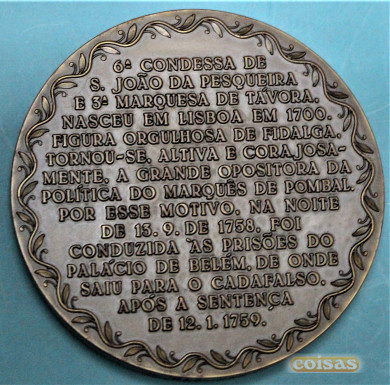 6ª CONDESSA DE
S. JOÃO DA PESQUEIRA
E 3ª MARQUESA DE TÁVORA.
NASCEU EM LISBOA EM 1700.
FIGURA ORGULHOSA DE FIDALGA,
TORNOU-SE, ALTIVA E CORAJOSA-
MENTE, A GRANDE OPOSITORA DA
POLÍTICA DO MARQUÊS DE POMBAL.
POR ESSE MOTIVO, NA NOITE
DE 13. 9. DE 1758, FOI
CONDUZIDA ÀS PRISÕES DO
PALÁCIO DE BELÉM, DE ONDE
SAIU PARA O CADAFALSO,
APÓS A SENTENÇA
DE 12. 1. 1759.
coisas